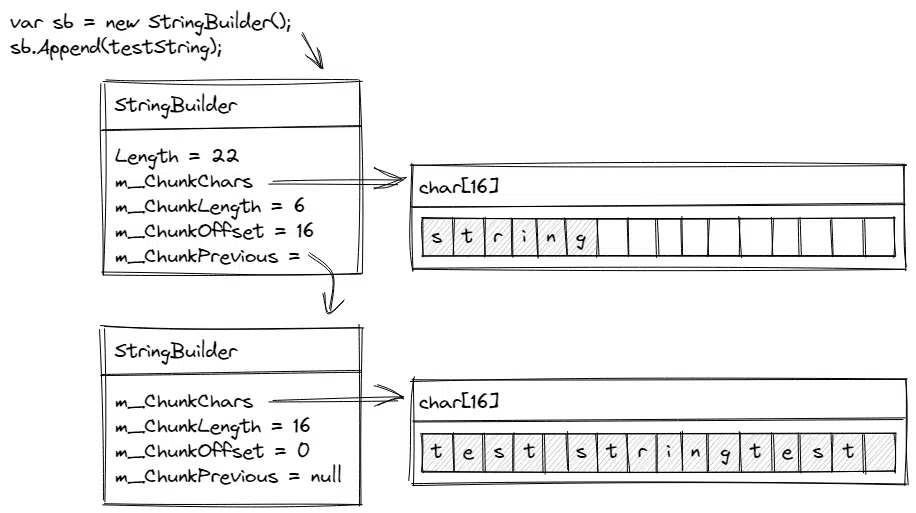 var sb = new StringBuilder();
sb.Append(testString);
StringBuilder
Length = 22
m_ChunkChars
m_ChunkLength = 6
m_ChunkOffset = 16
m_ChunkPrevious =
char[16]
s t r i n g
StringBuilder
m_ChunkChars
m_ChunkLength = 16
m_ChunkOffset = 0
m_ChunkPrevious = null
char[16]
t e s t s t r i n g t e s t